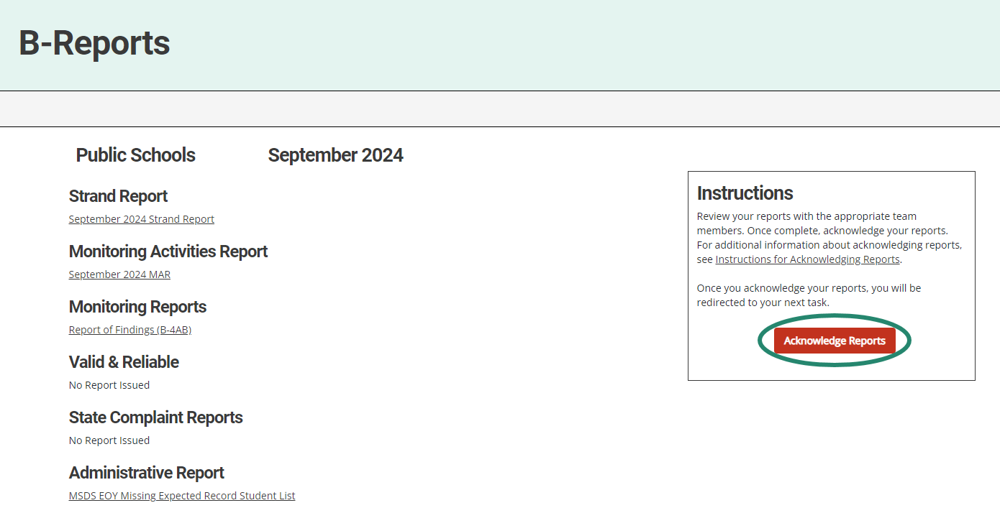 B-Reports
Public Schools
September 2024
Strand Report
September 2024 Strand Report
Monitoring Activities Report
September 2024 MAR
Monitoring Reports
Report of Findings (B-4AB)
Valid & Reliable
No Report Issued
State Complaint Reports
No Report Issued
Administrative Report
MSDS EOY Missing Expected Record Student List
Instructions
Review your reports with the appropriate team
members. Once complete, acknowledge your reports.
For additional information about acknowledging reports,
see Instructions for Acknowledging Reports.
Once you acknowledge your reports, you will be
redirected to your next task.
Acknowledge Reports